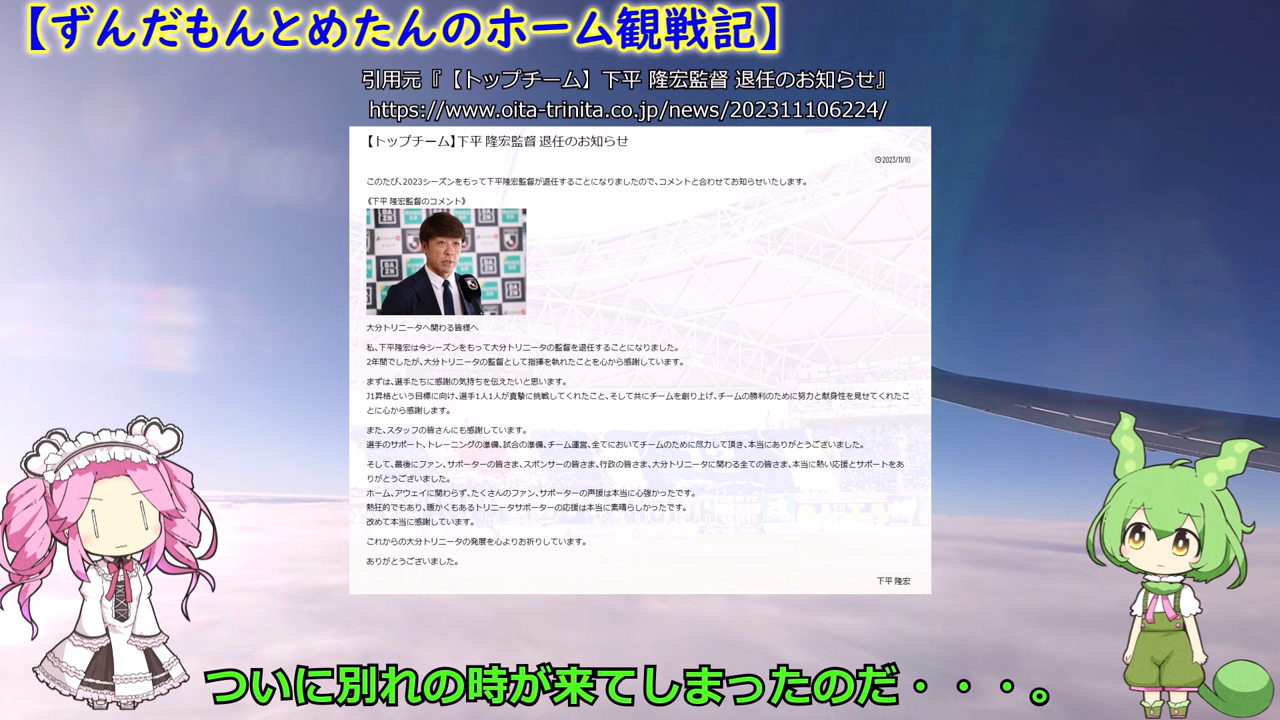 【ずんだもんとめたんのホーム観戦記】
引用元『【トップチーム】下平 隆宏監督 退任のお知らせ』
https://www.oita-trinita.co.jp/news/202311106224/
【トップチーム】下平 隆宏監督 退任のお知らせ
2023/11/10
このたび、2023シーズンをもって下平隆宏監督が退任することになりましたので、コメントと合わせてお知らせいたします。
《下平 隆宏監督のコメント》
DAZN
大分トリニータへ関わる皆様へ
私、下平隆宏は今シーズンをもって大分トリニータの監督を退任することになりました。
2年間でしたが、大分トリニータの監督として指揮を執れたことを心から感謝しています。
まずは、選手たちに感謝の気持ちを伝えたいと思います。
J1昇格という目標に向け、選手1人1人が真摯に挑戦してくれたこと、そして共にチームを創り上げ、チームの勝利のために努力と献身性を見せてくれたこ
とに心から感謝します。
また、スタッフの皆さんにも感謝しています。
選手のサポート、トレーニングの準備、試合の準備、チーム運営、全てにおいてチームのために尽力して頂き、本当にありがとうございました。
そして、最後にファン、サポーターの皆さま、スポンサーの皆さま、行政の皆さま、大分トリニータに関わる全ての皆さま、本当に熱い応援とサポートをあ
りがとうございました。
ホーム、アウェイに関わらず、たくさんのファン、サポーターの声援は本当に心強かったです。
熱狂的でもあり、暖かくもあるトリニータサポーターの応援は本当に素晴らしかったです。
改めて本当に感謝しています。
これからの大分トリニータの発展を心よりお祈りしています。
ありがとうございました。
下平 隆宏
ついに別れの時が来てしまったのだ・・・。